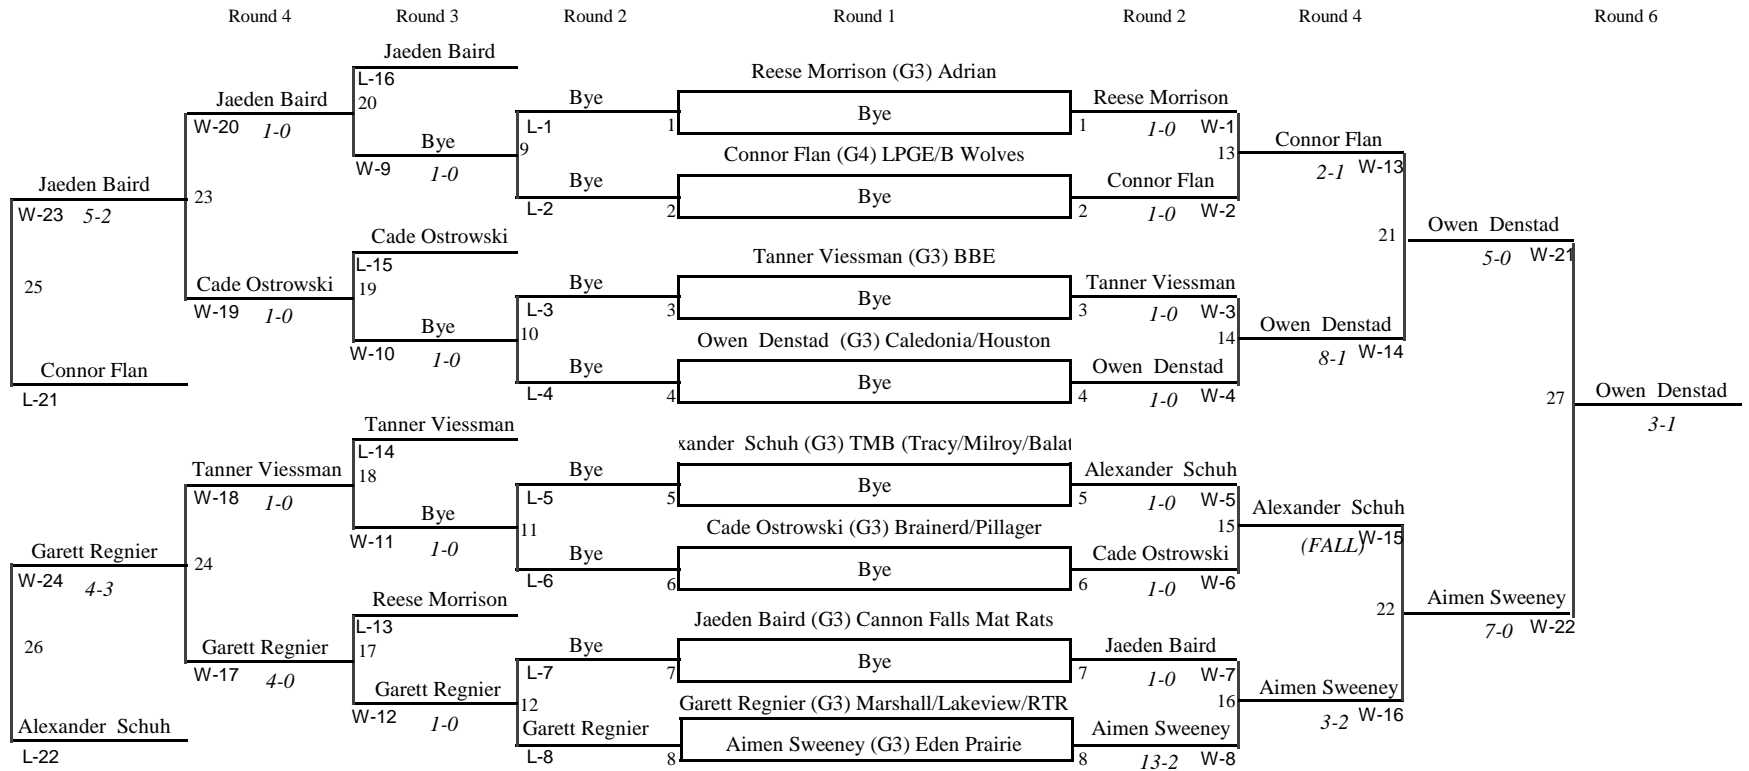 Round 4 Round 3 Round 2 Round 1 Round 2 Round 4 Round 6
Jaeden Baird
L-16
Reese Morrison (G3) Adrian
Jaeden Baird 20 Bye Bye Reese Morrison
W-20 1-0 L-1 1 1 1-0 W-1
Bye 9 Connor Flan
W-9 1-0 Connor Flan (G4) LPGE/B Wolves 13 2-1 W-13
Jaeden Baird 23 Bye Bye Connor Flan
W-23 5-2 L-2 2 2 1-0 W-2
Cade Ostrowski 21 Owen Denstad
L-15 Tanner Viessman (G3) BBE 5-0 W-21
25 Cade Ostrowski 19 Bye Bye Tanner Viessman
W-19 1-0 L-3 3 3 1-0 W-3
Bye 10 Owen Denstad
W-10 1-0 Owen Denstad (G3) Caledonia/Houston 14 8-1 W-14
Connor Flan Bye Bye Owen Denstad
L-21 L-4 4 4 1-0 W-4
27 Owen Denstad
3-1
Tanner Viessman
L-14 xander Schuh (G3) TMB (Tracy/Milroy/Balat
Tanner Viessman 18 Bye Bye Alexander Schuh
W-18 1-0 L-5 5 5 1-0 W-5
Bye 11 Alexander Schuh
W-11 1-0 Cade Ostrowski (G3) Brainerd/Pillager 15 (FALL) W-15
Garett Regnier 24 Bye Bye Cade Ostrowski
W-24 4-3 L-6 6 6 1-0 W-6
Reese Morrison 22 Aimen Sweeney
L-13 Jaeden Baird (G3) Cannon Falls Mat Rats 7-0 W-22
26 Garett Regnier 17 Bye Bye Jaeden Baird
W-17 4-0 L-7 7 7 1-0 W-7
Garett Regnier 12 Aimen Sweeney
W-12 1-0 Garett Regnier (G3) Marshall/Lakeview/RTR 16 3-2 W-16
Alexander Schuh Garett Regnier Aimen Sweeney (G3) Eden Prairie Aimen Sweeney
L-22 L-8 8 8 13-2 W-8